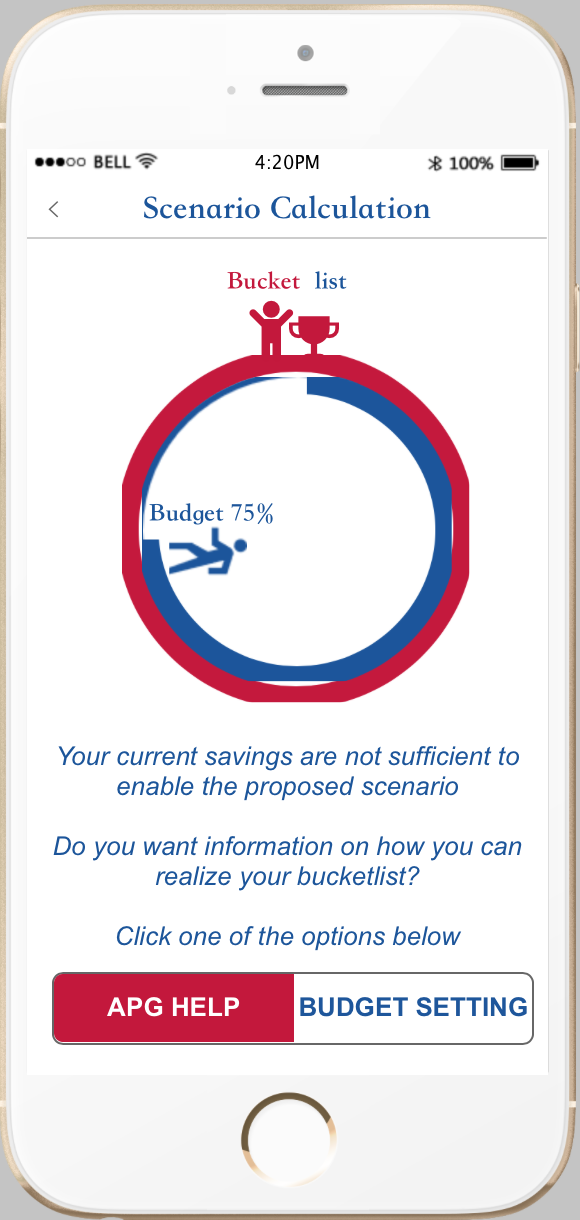 BELL 4:20PM 100%
Scenario Calculation
Bucket list
Budget 75%
Your current savings are not sufficient to
enable the proposed scenario
Do you want information on how you can
realize your bucketlist?
Click one of the options below
APG HELP BUDGET SETTING